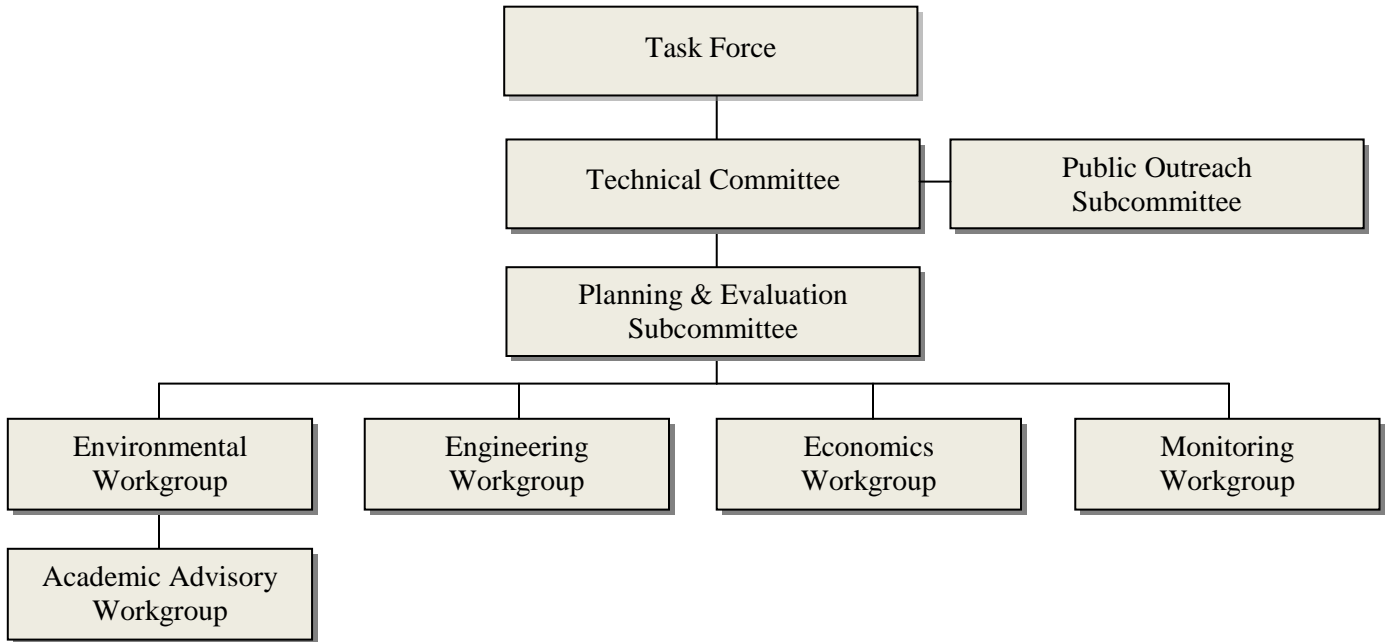 Task Force
Technical Committee
Public Outreach
Subcommittee
Planning & Evaluation
Subcommittee
Environmental
Workgroup
Engineering
Workgroup
Economics
Workgroup
Monitoring
Workgroup
Academic Advisory
Workgroup